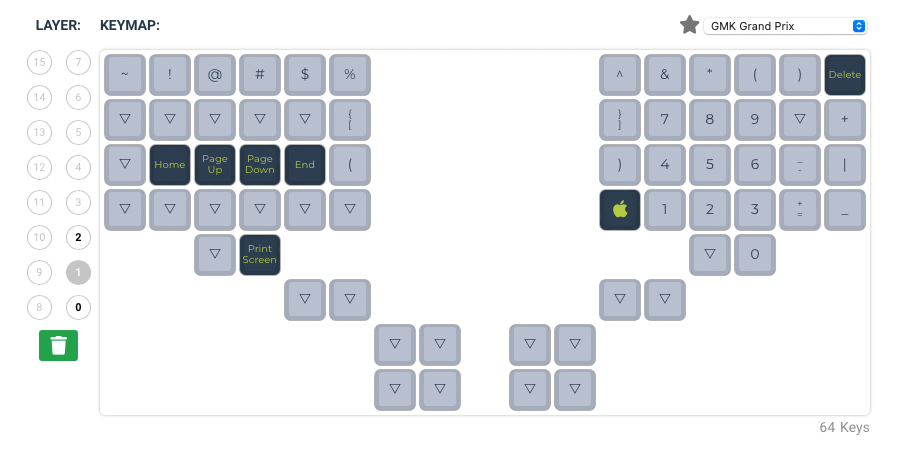 LAYER: KEYMAP: GMK Grand Prix
15 7 ~ ! @ # $ % ^ & * ( ) Delete
14 6 { } 7 8 9 +
[ ]
13 5
12 4 Home Page Page End ( ) 4 5 6 _ |
Up Down -
11 3 1 2 3 + _
=
10 2 Print 0
Screen
9 1
8 0
64 Keys